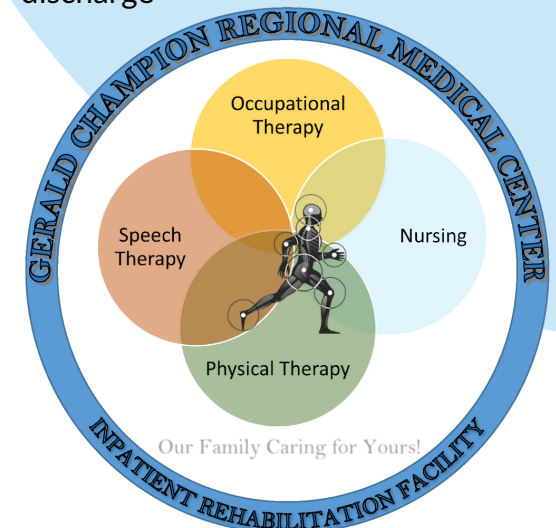 discharge
GERALD CHAMPION REGIONAL MEDICAL CENTER
Occupational
Therapy
Speech
Therapy
Nursing
Physical Therapy
Our Family Caring for Yours!
INPATIENT REHABILITATION FACILITY